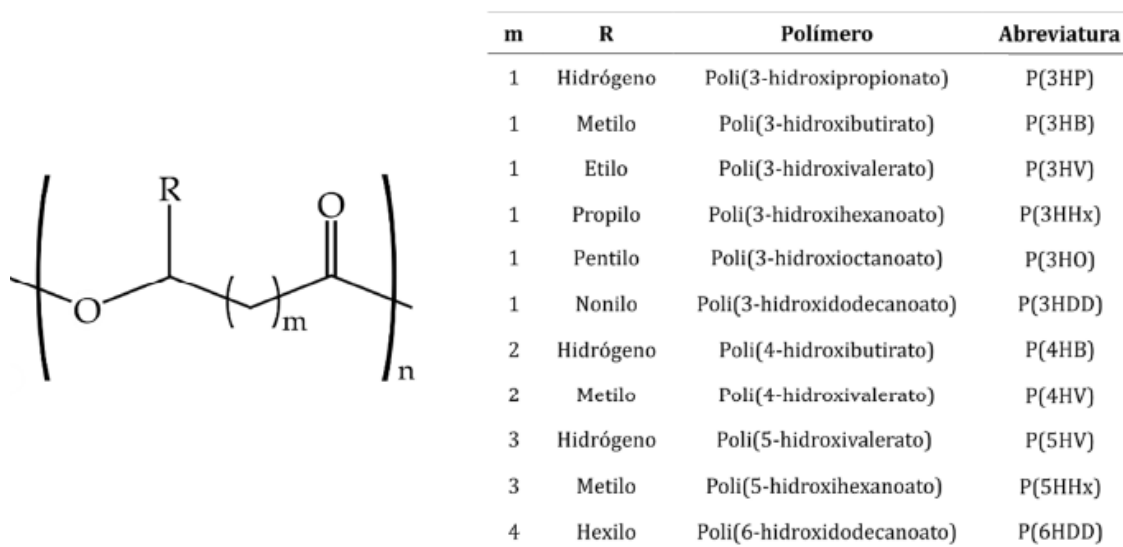 R
O
O
m
n
m R Polímero Abreviatura
1 Hidrógeno Poli(3-hidroxipropionato) P(3HP)
1 Metilo Poli(3-hidroxibutirato) P(3HB)
1 Etilo Poli(3-hidroxivalerato) P(3HV)
1 Propilo Poli(3-hidroxihexanoato) P(3HHx)
1 Pentilo Poli(3-hidroxioctanoato) P(3HO)
1 Nonilo Poli(3-hidroxidodecanoato) P(3HDD)
2 Hidrógeno Poli(4-hidroxibutirato) P(4HB)
2 Metilo Poli(4-hidroxivalerato) P(4HV)
3 Hidrógeno Poli(5-hidroxivalerato) P(5HV)
3 Metilo Poli(5-hidroxihexanoato) P(5HHx)
4 Hexilo Poli(6-hidroxidodecanoato) P(6HDD)